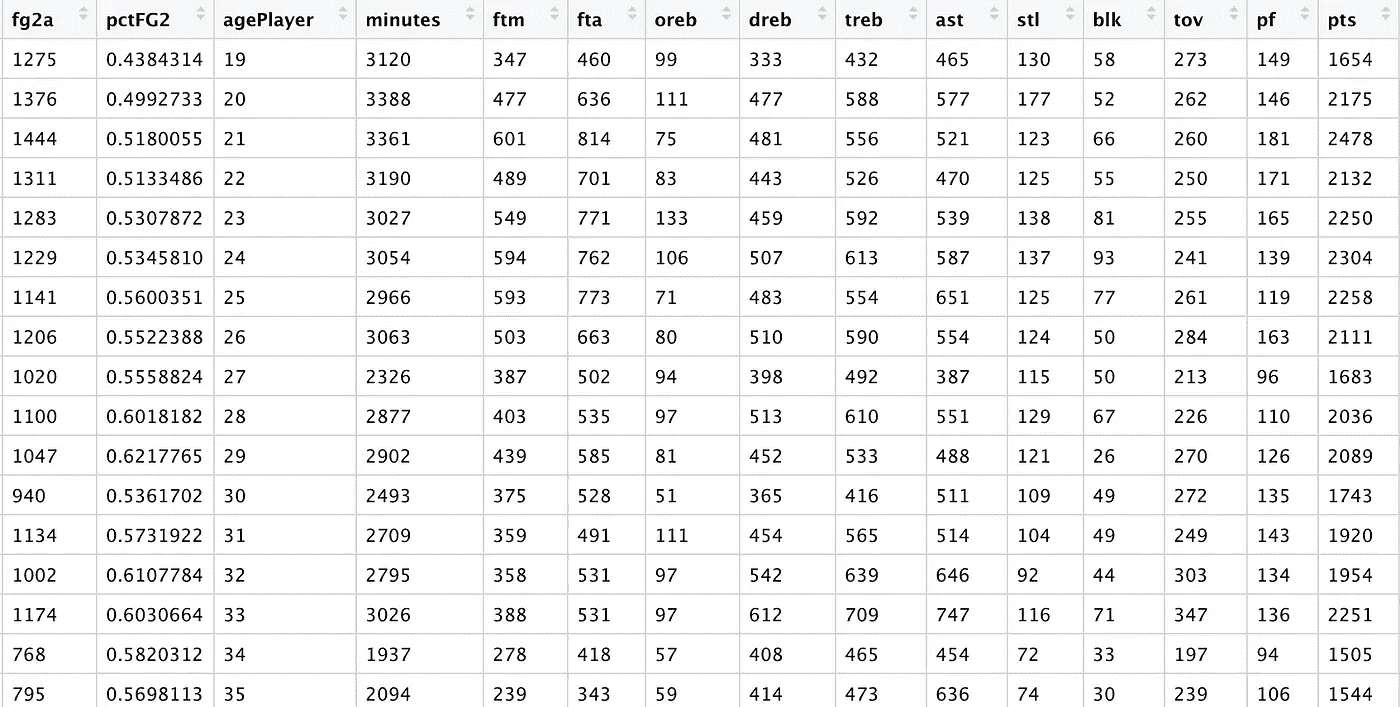 fg2a pctFG2 agePlayer minutes ftm fta oreb dreb treb ast stl blk tov pf pts
1275 0.4384314 19 3120 347 460 99 333 432 465 130 58 273 149 1654
1376 0.4992733 20 3388 477 636 111 477 588 577 177 52 262 146 2175
1444 0.5180055 21 3361 601 814 75 481 556 521 123 66 260 181 2478
1311 0.5133486 22 3190 489 701 83 443 526 470 125 55 250 171 2132
1283 0.5307872 23 3027 549 771 133 459 592 539 138 81 255 165 2250
1229 0.5345810 24 3054 594 762 106 507 613 587 137 93 241 139 2304
1141 0.5600351 25 2966 593 773 71 483 554 651 125 77 261 119 2258
1206 0.5522388 26 3063 503 663 80 510 590 554 124 50 284 163 2111
1020 0.5558824 27 2326 387 502 94 398 492 387 115 50 213 96 1683
1100 0.6018182 28 2877 403 535 97 513 610 551 129 67 226 110 2036
1047 0.6217765 29 2902 439 585 81 452 533 488 121 26 270 126 2089
940 0.5361702 30 2493 375 528 51 365 416 511 109 49 272 135 1743
1134 0.5731922 31 2709 359 491 111 454 565 514 104 49 249 143 1920
1002 0.6107784 32 2795 358 531 97 542 639 646 92 44 303 134 1954
1174 0.6030664 33 3026 388 531 97 612 709 747 116 71 347 136 2251
768 0.5820312 34 1937 278 418 57 408 465 454 72 33 197 94 1505
795 0.5698113 35 2094 239 343 59 414 473 636 74 30 239 106 1544